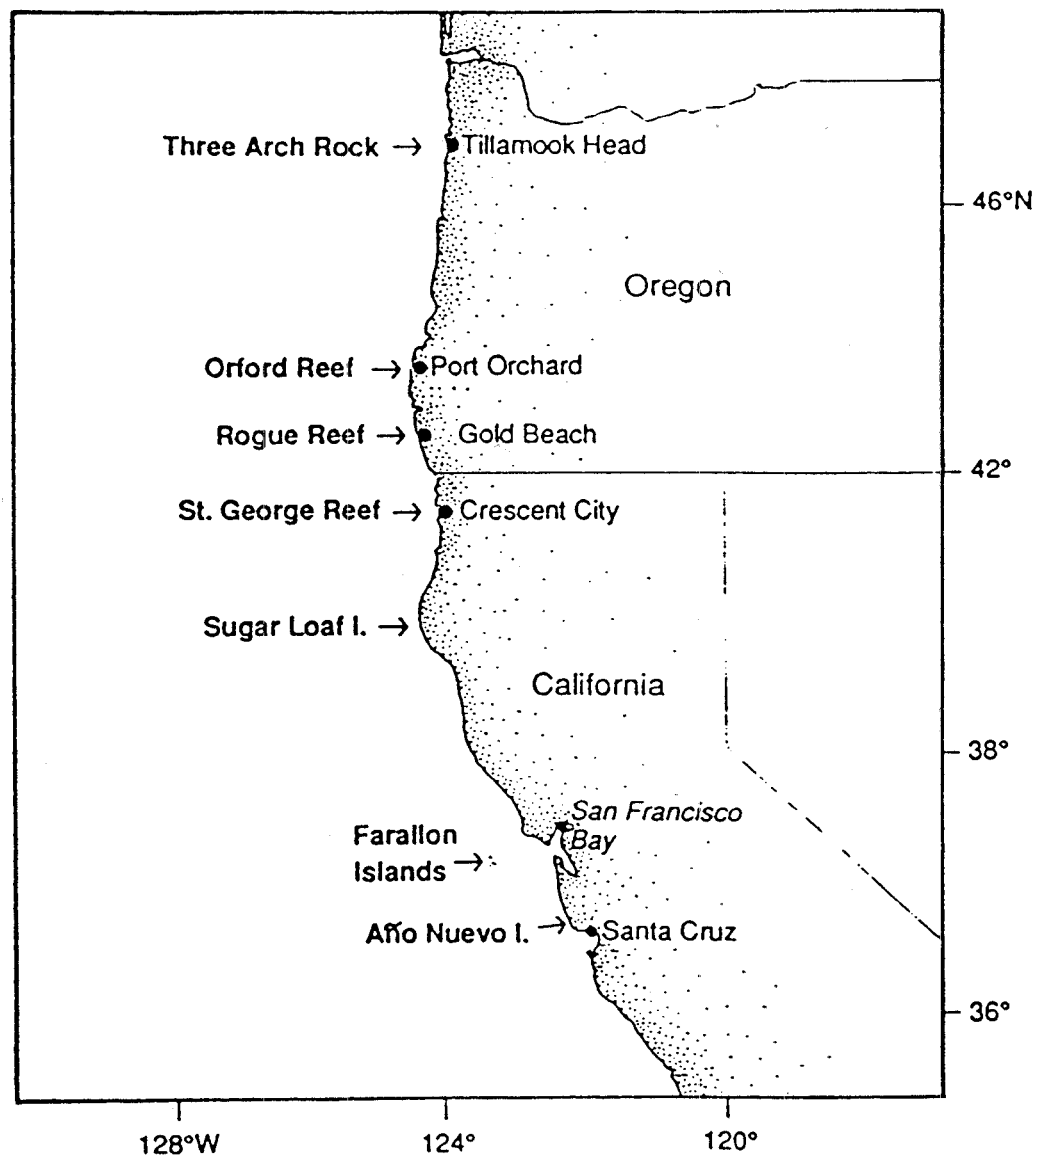 Three Arch Rock → Tillamook Head
46°N
Oregon
Orford Reef → Port Orchard
Rogue Reef → Gold Beach
42°
St. George Reef → Crescent City
Sugar Loaf I. →
California
38°
San Francisco
Bay
Farallon
Islands →
Año Nuevo I. → Santa Cruz
36°
128°W 124° 120°